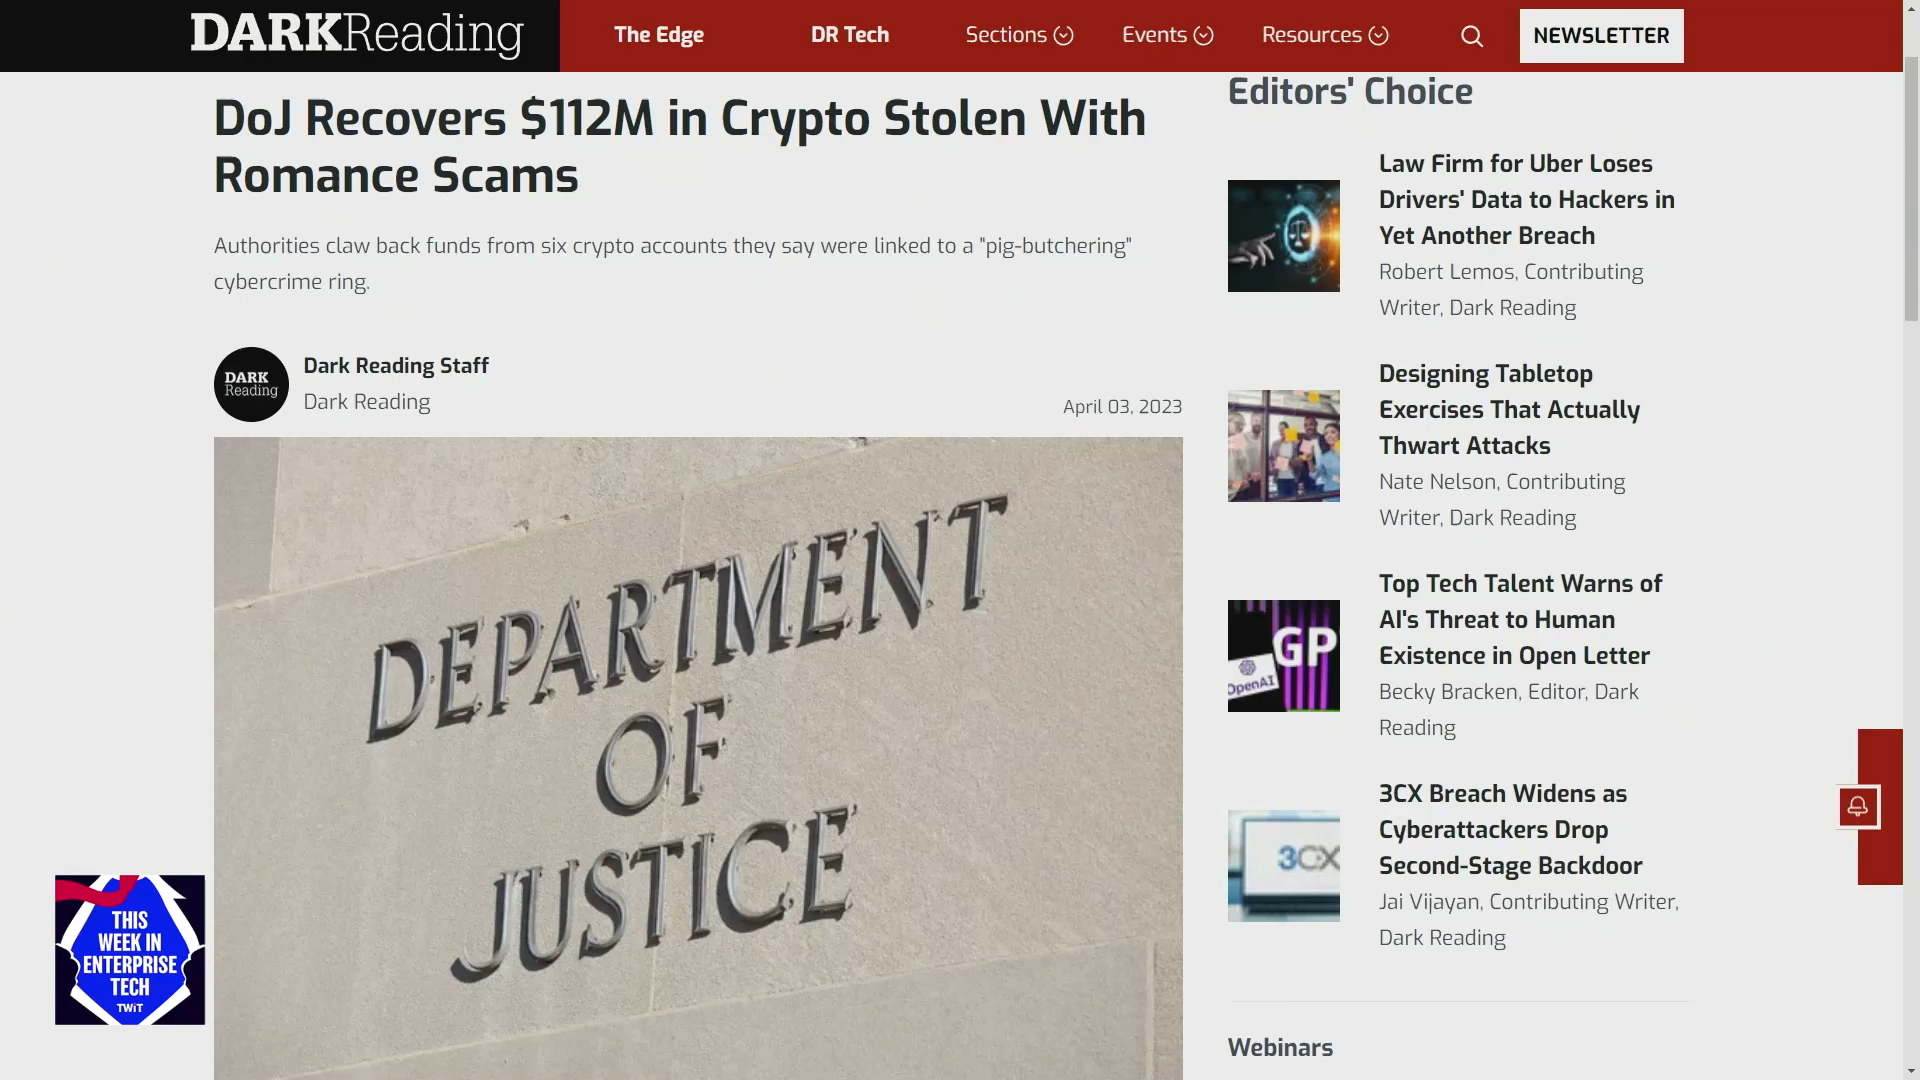 DARKReading
The Edge
DR Tech
Sections
Events
Resources
NEWSLETTER
DoJ Recovers $112M in Crypto Stolen With
Romance Scams
Authorities claw back funds from six crypto accounts they say were linked to a "pig-butchering"
cybercrime ring.
DARK
Reading
Dark Reading Staff
Dark Reading
April 03, 2023
DEPARTMENT
OF
JUSTICE
THIS
WEEK IN
ENTERPRISE
TECH
TWiT
Editors' Choice
Law Firm for Uber Loses
Drivers' Data to Hackers in
Yet Another Breach
Robert Lemos, Contributing
Writer, Dark Reading
Designing Tabletop
Exercises That Actually
Thwart Attacks
Nate Nelson, Contributing
Writer, Dark Reading
GP
OpenAI
Top Tech Talent Warns of
AI's Threat to Human
Existence in Open Letter
Becky Bracken, Editor, Dark
Reading
3CX
3CX Breach Widens as
Cyberattackers Drop
Second-Stage Backdoor
Jai Vijayan, Contributing Writer,
Dark Reading
Webinars